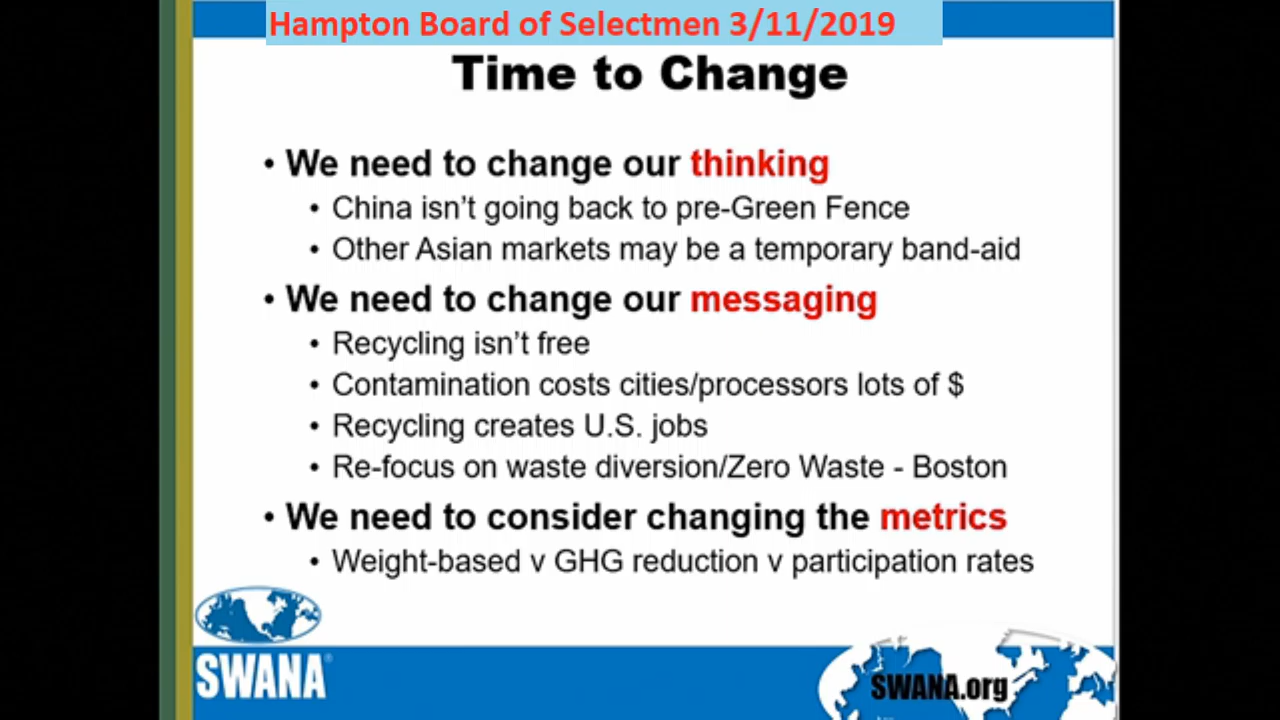 Hampton Board of Selectmen 3/11/2019
Time to Change
• We need to change our thinking
• China isn't going back to pre-Green Fence
• Other Asian markets may be a temporary band-aid
• We need to change our messaging
• Recycling isn't free
• Contamination costs cities/processors lots of $
• Recycling creates U.S. jobs
• Re-focus on waste diversion/Zero Waste - Boston
• We need to consider changing the metrics
• Weight-based v GHG reduction v participation rates
SWANA®
SWANA.org